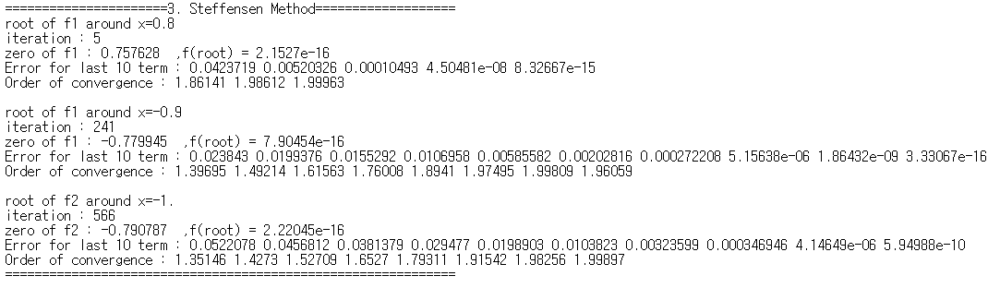 ======================3. Steffensen Method===================
root of f1 around x=0.8
iteration : 5
zero of f1 : 0.757628  ,f(root) = 2.1527e-16
Error for last 10 term : 0.0423719 0.00520326 0.00010493 4.50481e-08 8.32667e-15
Order of convergence : 1.86141 1.98612 1.99963
root of f1 around x=-0.9
iteration : 241
zero of f1 : -0.779945  ,f(root) = 7.90454e-16
Error for last 10 term : 0.023843 0.0199376 0.0155292 0.0106958 0.00585582 0.00202816 0.000272208 5.15638e-06 1.86432e-09 3.33067e-16
Order of convergence : 1.39695 1.49214 1.61563 1.76008 1.8941 1.97495 1.99809 1.96059
root of f2 around x=-1.
iteration : 566
zero of f2 : -0.790787  ,f(root) = 2.22045e-16
Error for last 10 term : 0.0522078 0.0456812 0.0381379 0.029477 0.0198903 0.0103823 0.00323599 0.000346946 4.14649e-06 5.94988e-10
Order of convergence : 1.35146 1.4273 1.52709 1.6527 1.79311 1.91542 1.98256 1.99897
=============================================================